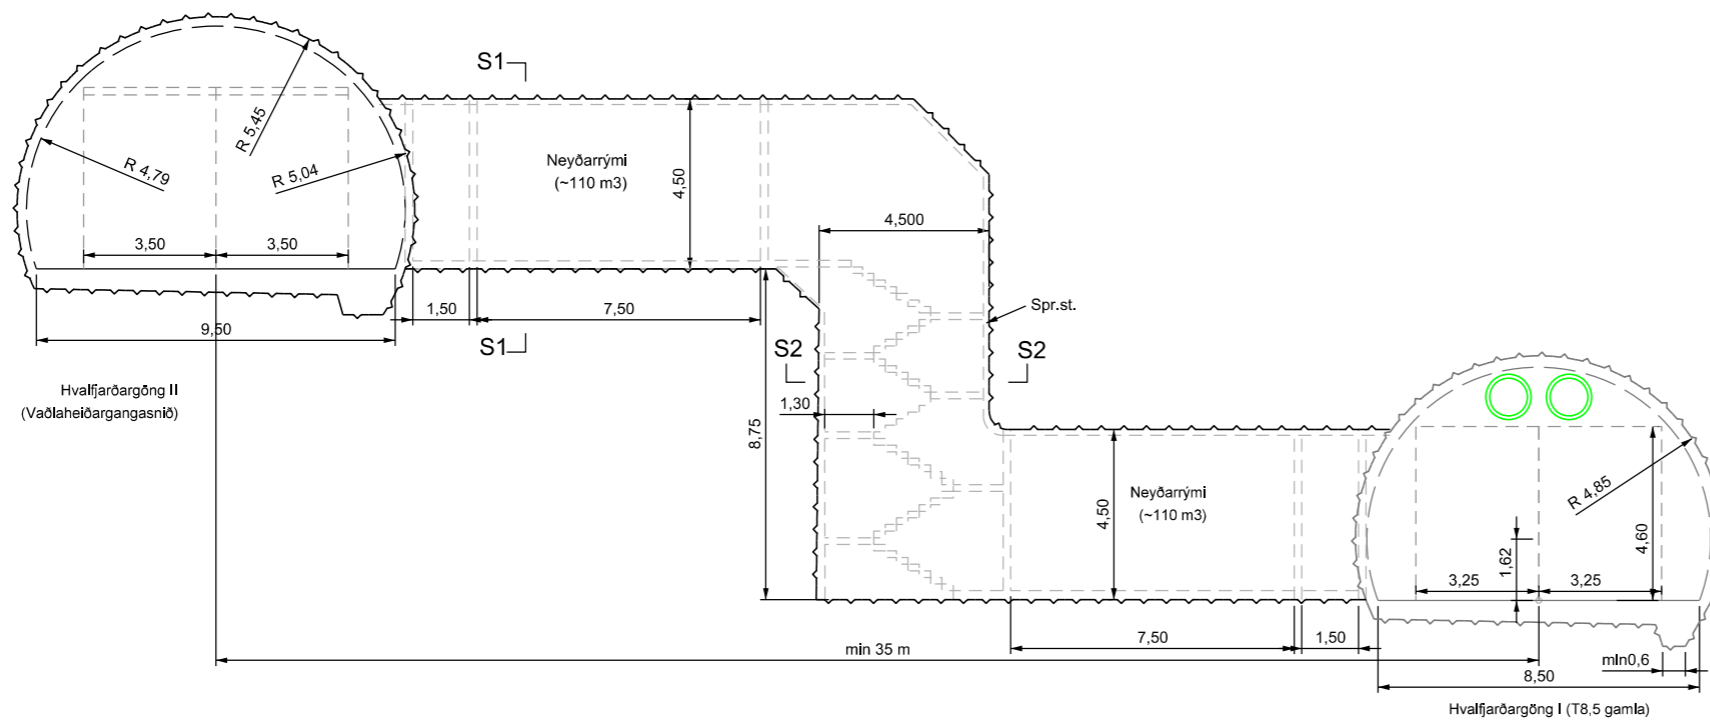 S1
R 5,45
R 4,79
R 5,04
Neyðarrými
(~110 m3)
4,50
4,500
3,50
3,50
1,50
7,50
9,50
S1
Spr.st.
S2
S2
Hvalfjarðargöng II
(Vaðlaheiðargangasnið)
1,30
8,75
Neyðarrými
(~110 m3)
4,50
R 4,85
4,60
1,62
3,25
3,25
7,50
1,50
min 35 m
min0,6
8,50
Hvalfjarðargöng I (T8,5 gamla)